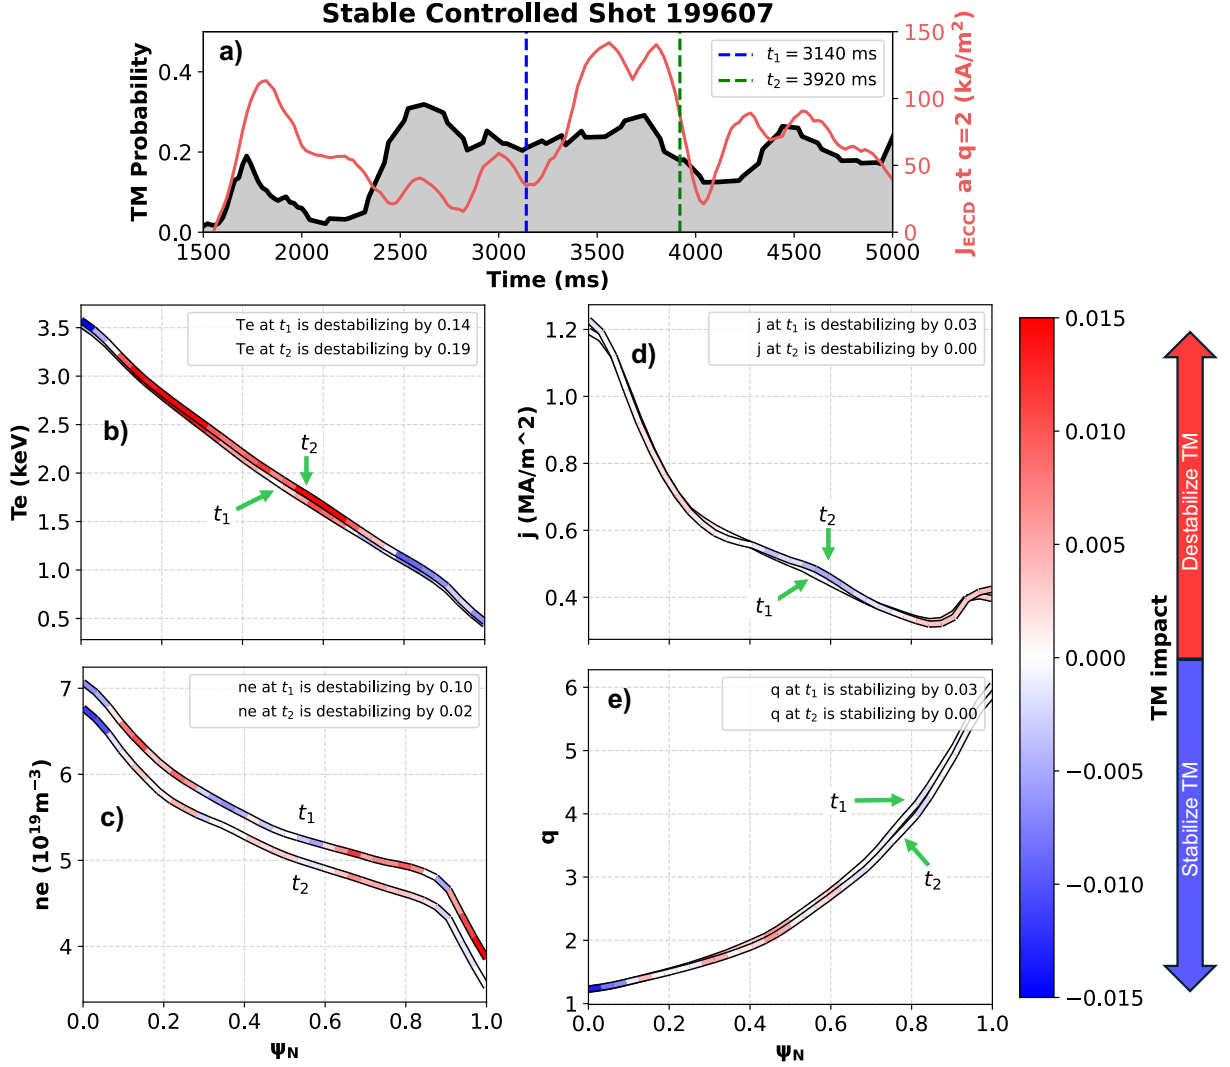 Stable Controlled Shot 199607
a)
TM Probability
0.4
0.2
0.0
t₁ = 3140 ms
t₂ = 3920 ms
150
100
50
0
J_ECCD at q=2 (kA/m²)
1500 2000 2500 3000 3500 4000 4500 5000
Time (ms)
b)
Te (keV)
3.5
3.0
2.5
2.0
1.5
1.0
0.5
Te at t₁ is destabilizing by 0.14
Te at t₂ is destabilizing by 0.19
t₂
t₁
d)
j (MA/m^2)
1.2
1.0
0.8
0.6
0.4
j at t₁ is destabilizing by 0.03
j at t₂ is destabilizing by 0.00
t₂
t₁
c)
ne (10¹⁹m⁻³)
7
6
5
4
ne at t₁ is destabilizing by 0.10
ne at t₂ is destabilizing by 0.02
t₁
t₂
0.0 0.2 0.4 0.6 0.8 1.0
ψ_N
e)
q
6
5
4
3
2
1
q at t₁ is stabilizing by 0.03
q at t₂ is stabilizing by 0.00
t₁
t₂
0.0 0.2 0.4 0.6 0.8 1.0
ψ_N
0.015
0.010
0.005
0.000
−0.005
−0.010
−0.015
TM impact
Destabilize TM
Stabilize TM